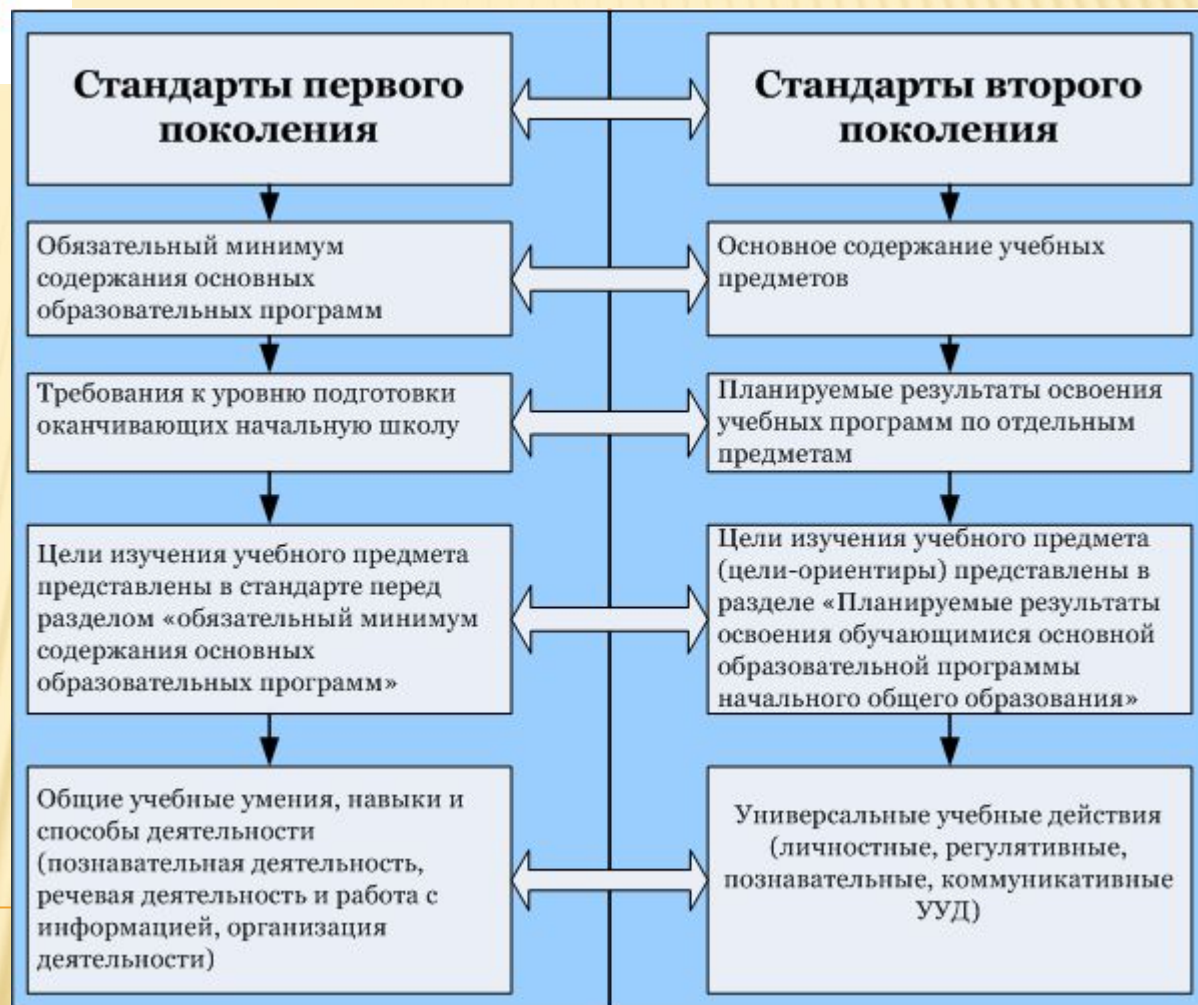 Стандарты первого
поколения
Стандарты второго
поколения
Обязательный минимум
содержания основных
образовательных программ
Основное содержание учебных
предметов
Требования к уровню подготовки
оканчивающих начальную школу
Планируемые результаты освоения
учебных программ по отдельным
предметам
Цели изучения учебного предмета
представлены в стандарте перед
разделом «обязательный минимум
содержания основных
образовательных программ»
Цели изучения учебного предмета
(цели-ориентиры) представлены в
разделе «Планируемые результаты
освоения обучающимися основной
образовательной программы
начального общего образования»
Общие учебные умения, навыки и
способы деятельности
(познавательная деятельность,
речевая деятельность и работа с
информацией, организация
деятельности)
Универсальные учебные действия
(личностные, регулятивные,
познавательные, коммуникативные
УУД)